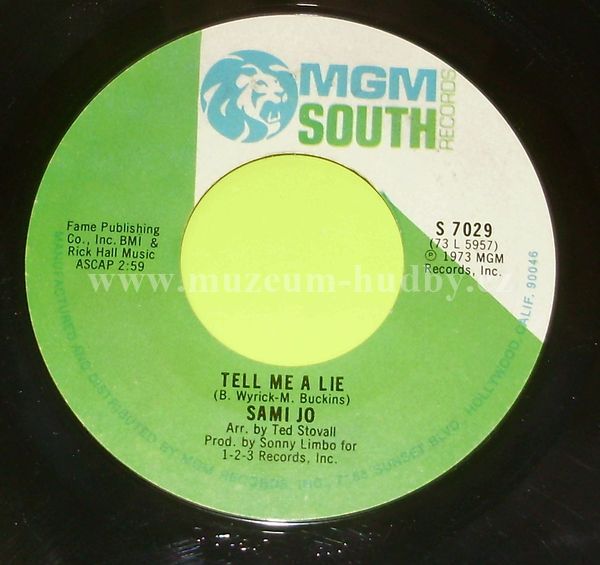 MGM
SOUTH
RECORDS
Fame Publishing
Co., Inc. BMI &
Rick Hall Music
ASCAP 2:59
S 7029
(73 L 5957)
℗ 1973 MGM
Records, Inc.
www.muzeum-hudby.cz
TELL ME A LIE
(B. Wyrick-M. Buckins)
SAMI JO
Arr. by Ted Stovall
Prod. by Sonny Limbo for
1-2-3 Records, Inc.
MANUFACTURED AND DISTRIBUTED BY MGM RECORDS, INC., SUNSET BLVD., HOLLYWOOD, CALIF. 90046